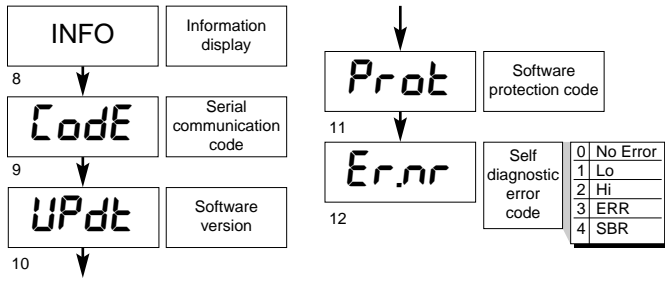 INFO
Information
display
8
CodE
Serial
communication
code
9
UPdt
Software
version
10
Prot
Software
protection code
11
Er.nr
Self
diagnostic
error
code
0 No Error
1 Lo
2 Hi
3 ERR
4 SBR
12